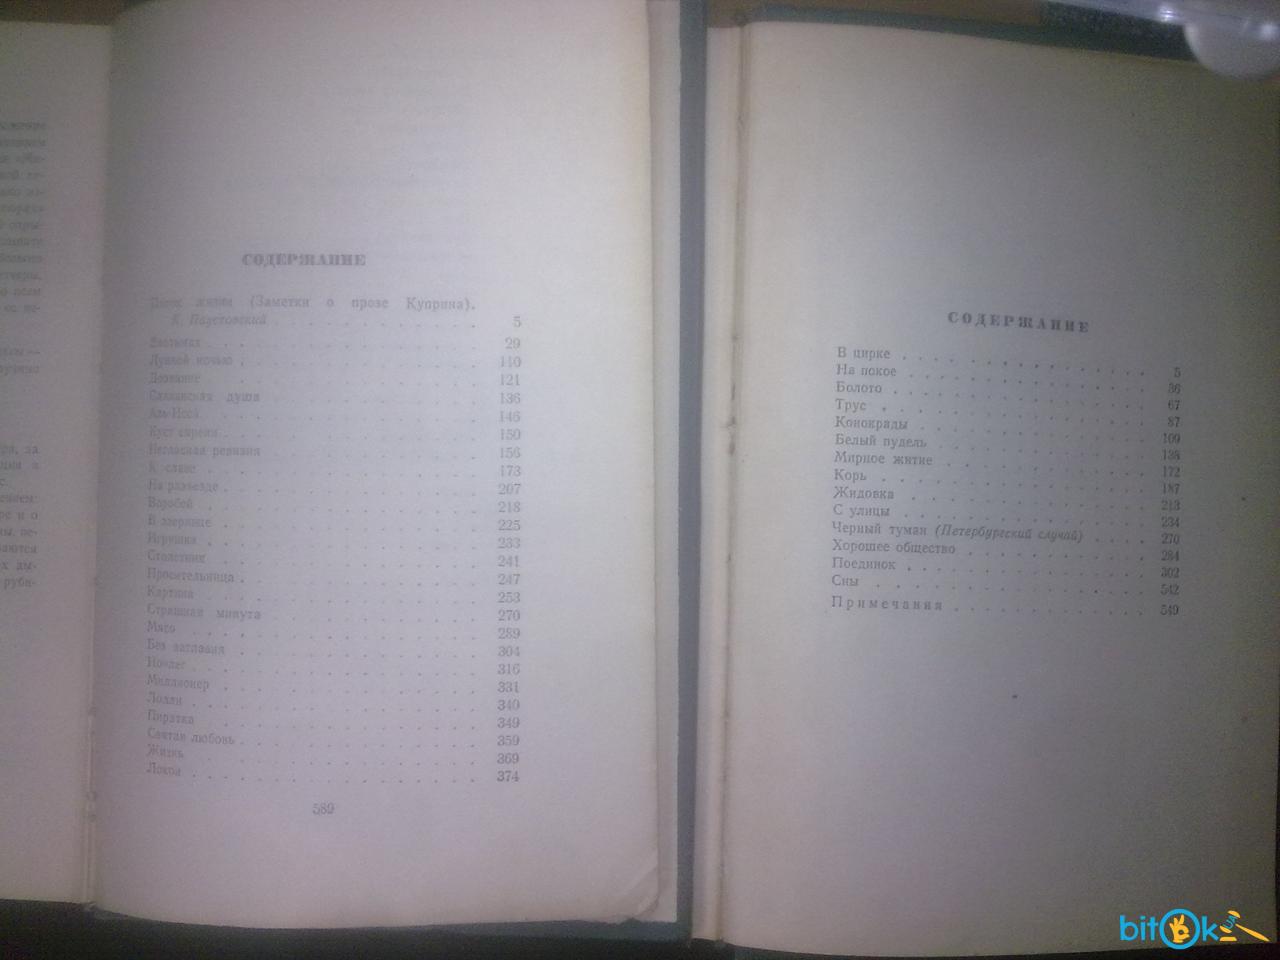 СОДЕРЖАНИЕ
Поток жизни (Заметки о прозе Куприна).
К. Паустовский . . . 5
Впотьмах . . . 29
Лунной ночью . . . 110
Дознание . . . 121
Славянская душа . . . 136
Аль-Исса . . . 146
Куст сирени . . . 150
Негласная ревизия . . . 156
К славе . . . 173
На разъезде . . . 207
Воробей . . . 218
В зверинце . . . 225
Игрушка . . . 233
Столетник . . . 241
Просительница . . . 247
Картина . . . 253
Страшная минута . . . 270
Мясо . . . 289
Без заглавия . . . 304
Ночлег . . . 316
Миллионер . . . 331
Лолли . . . 340
Пиратка . . . 349
Святая любовь . . . 359
Жизнь . . . 369
Локон . . . 374
589
СОДЕРЖАНИЕ
В цирке . . . 5
На покое . . . 36
Болото . . . 67
Трус . . . 87
Конокрады . . . 109
Белый пудель . . . 138
Мирное житие . . . 172
Корь . . . 187
Жидовка . . . 213
С улицы . . . 234
Черный туман (Петербургский случай) . . . 270
Хорошее общество . . . 284
Поединок . . . 302
Сны . . . 542
Примечания . . . 549
bitOk.UA